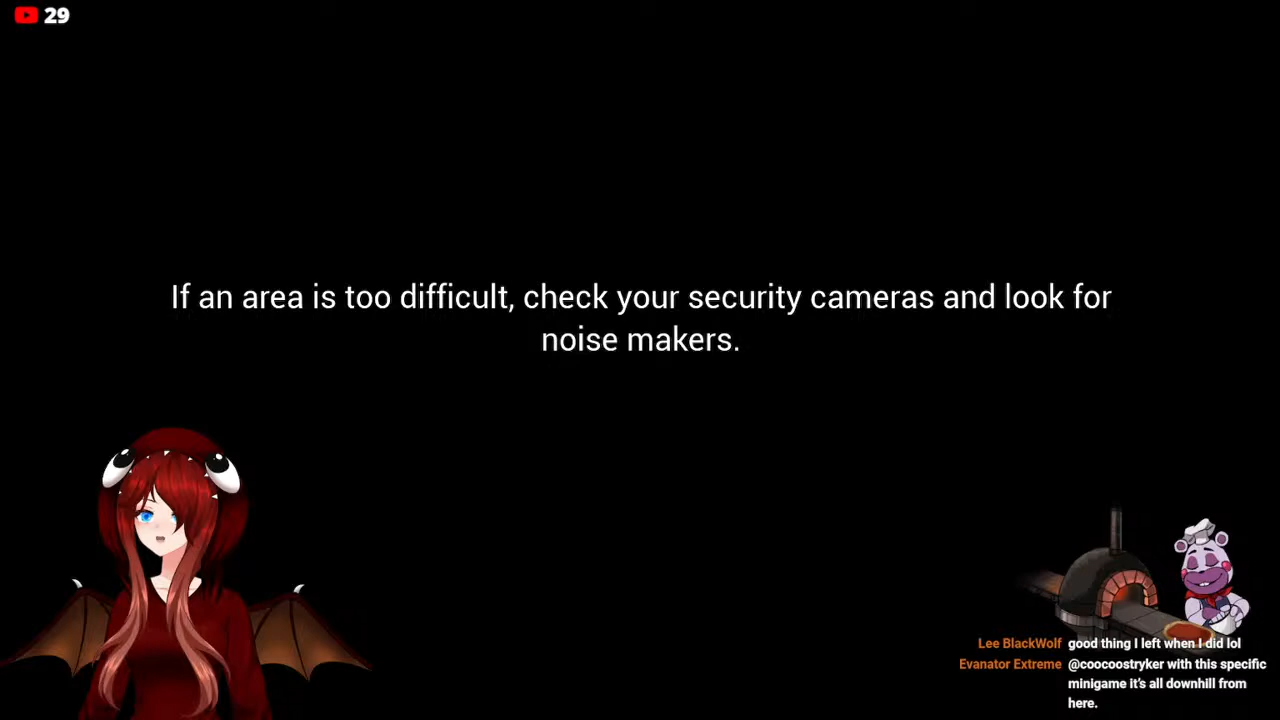 29
If an area is too difficult, check your security cameras and look for
noise makers.
Lee BlackWolf good thing I left when I did lol
Evanator Extreme @coocoostryker with this specific
minigame it's all downhill from
here.